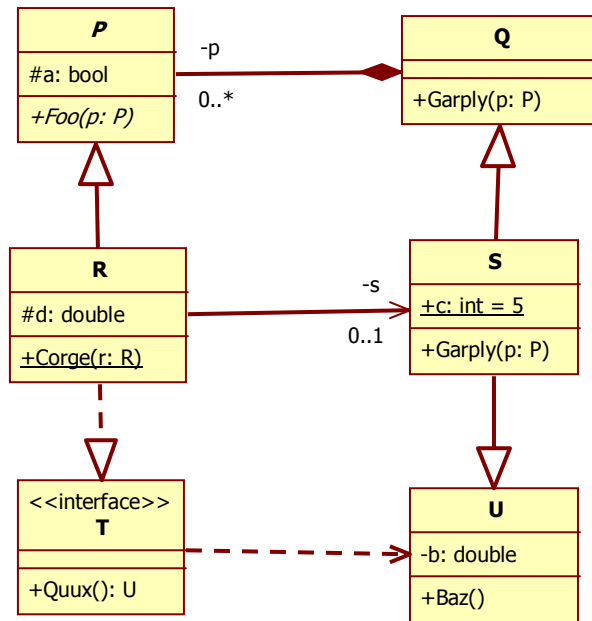 P
#a: bool
+Foo(p: P)
-p
0..*
Q
+Garply(p: P)
R
#d: double
+Corge(r: R)
-s
0..1
S
+c: int = 5
+Garply(p: P)
<<interface>>
T
+Quux(): U
U
-b: double
+Baz()